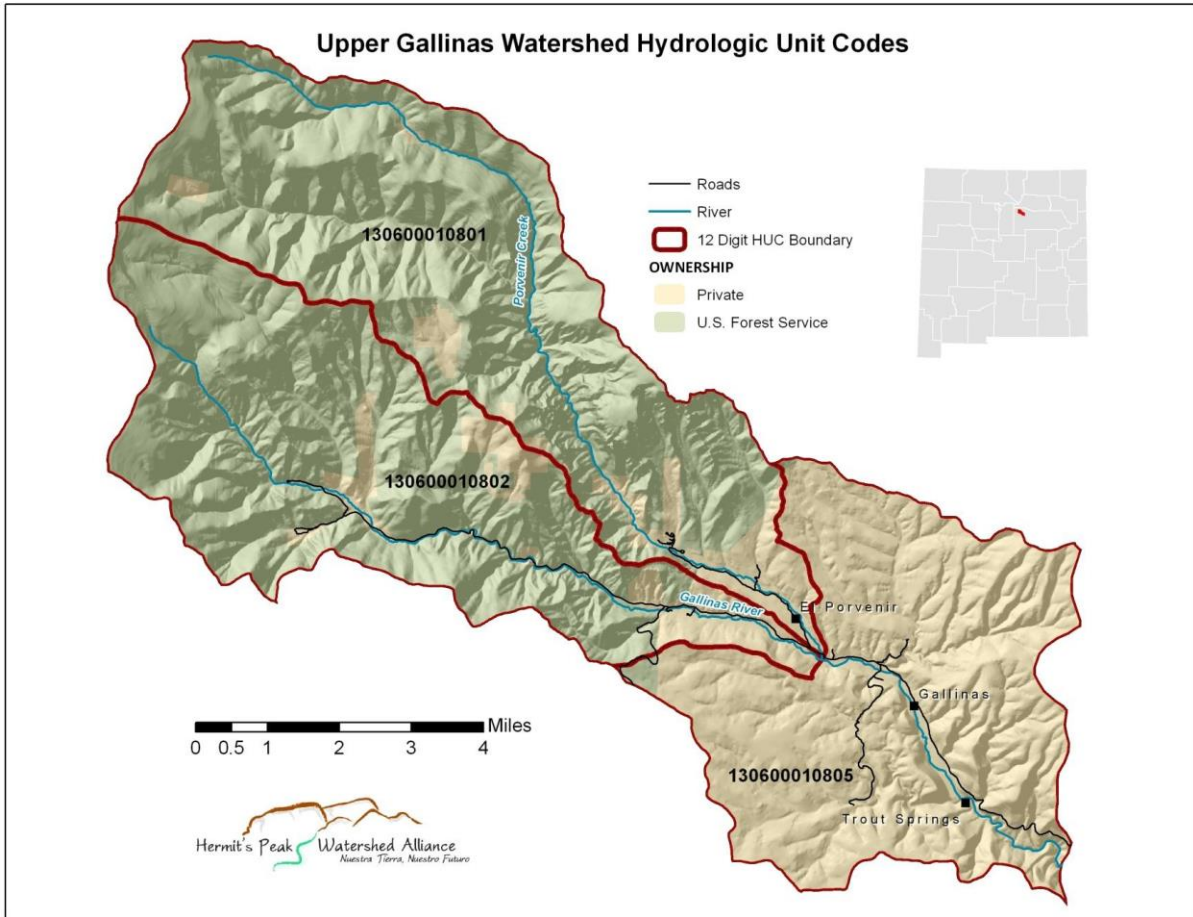 Upper Gallinas Watershed Hydrologic Unit Codes
Roads
River
12 Digit HUC Boundary
OWNERSHIP
Private
U.S. Forest Service
130600010801
Porvenir Creek
130600010802
Gallinas River
El Porvenir
Gallinas
130600010805
Trout Springs
Miles
0 0.5 1 2 3 4
Hermit's Peak Watershed Alliance
Nuestra Tierra, Nuestro Futuro